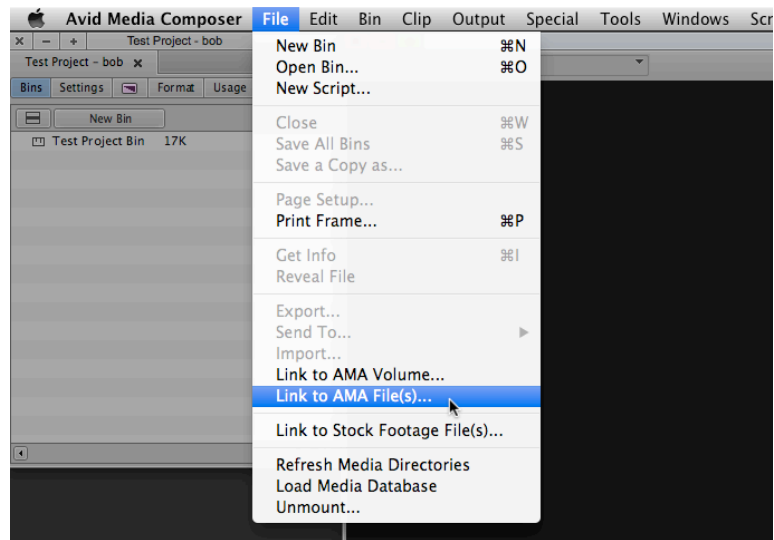 Avid Media Composer File Edit Bin Clip Output Special Tools Windows Scr
Test Project - bob
Test Project - bob x
Bins Settings Format Usage
New Bin
Test Project Bin 17K
New Bin ⌘N
Open Bin... ⌘O
New Script...
Close ⌘W
Save All Bins ⌘S
Save a Copy as...
Page Setup...
Print Frame... ⌘P
Get Info ⌘I
Reveal File
Export...
Send To...
Import...
Link to AMA Volume...
Link to AMA File(s)...
Link to Stock Footage File(s)...
Refresh Media Directories
Load Media Database
Unmount...